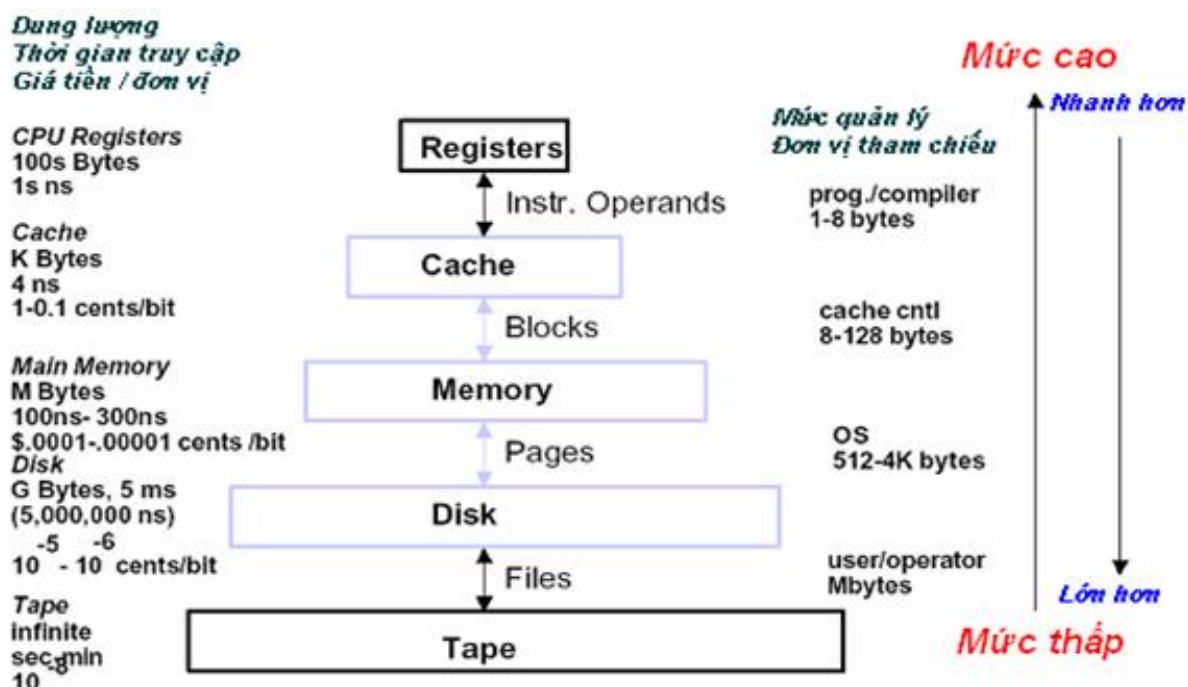 Dung lượng
Thời gian truy cập
Giá tiền / đơn vị
CPU Registers
100s Bytes
1s ns
Cache
K Bytes
4 ns
1-0.1 cents/bit
Main Memory
M Bytes
100ns- 300ns
$.0001-.00001 cents /bit
Disk
G Bytes, 5 ms
(5,000,000 ns)
-5 -6
10 - 10 cents/bit
Tape
infinite
sec-min
-8
10
Registers
Instr. Operands
Cache
Blocks
Memory
Pages
Disk
Files
Tape
Mức quản lý
Đơn vị tham chiếu
prog./compiler
1-8 bytes
cache cntl
8-128 bytes
OS
512-4K bytes
user/operator
Mbytes
Mức cao
Nhanh hơn
Lớn hơn
Mức thấp